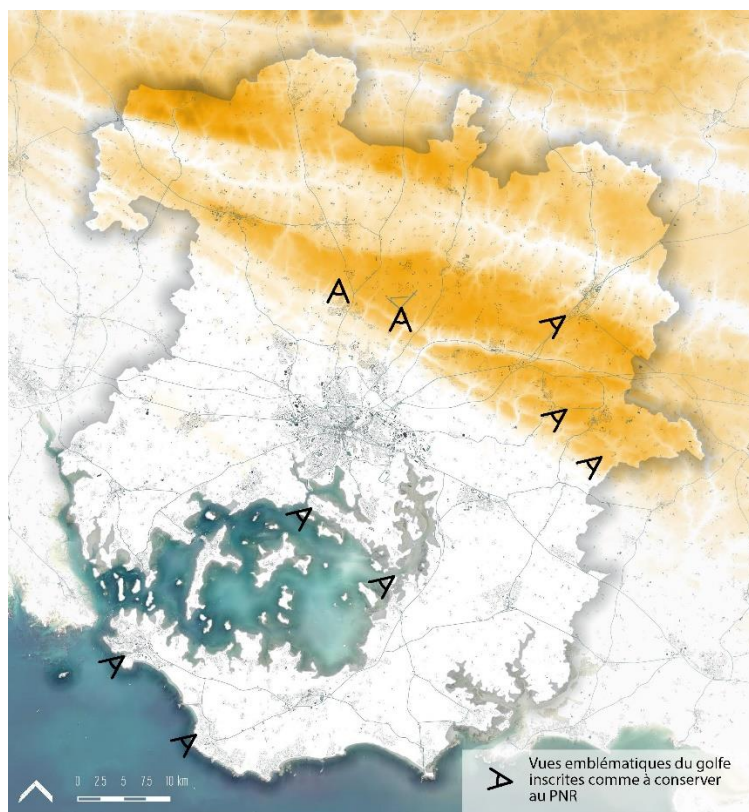 0 2.5 5 7.5 10 km
Vues emblématiques du golfe
inscrites comme à conserver
au PNR